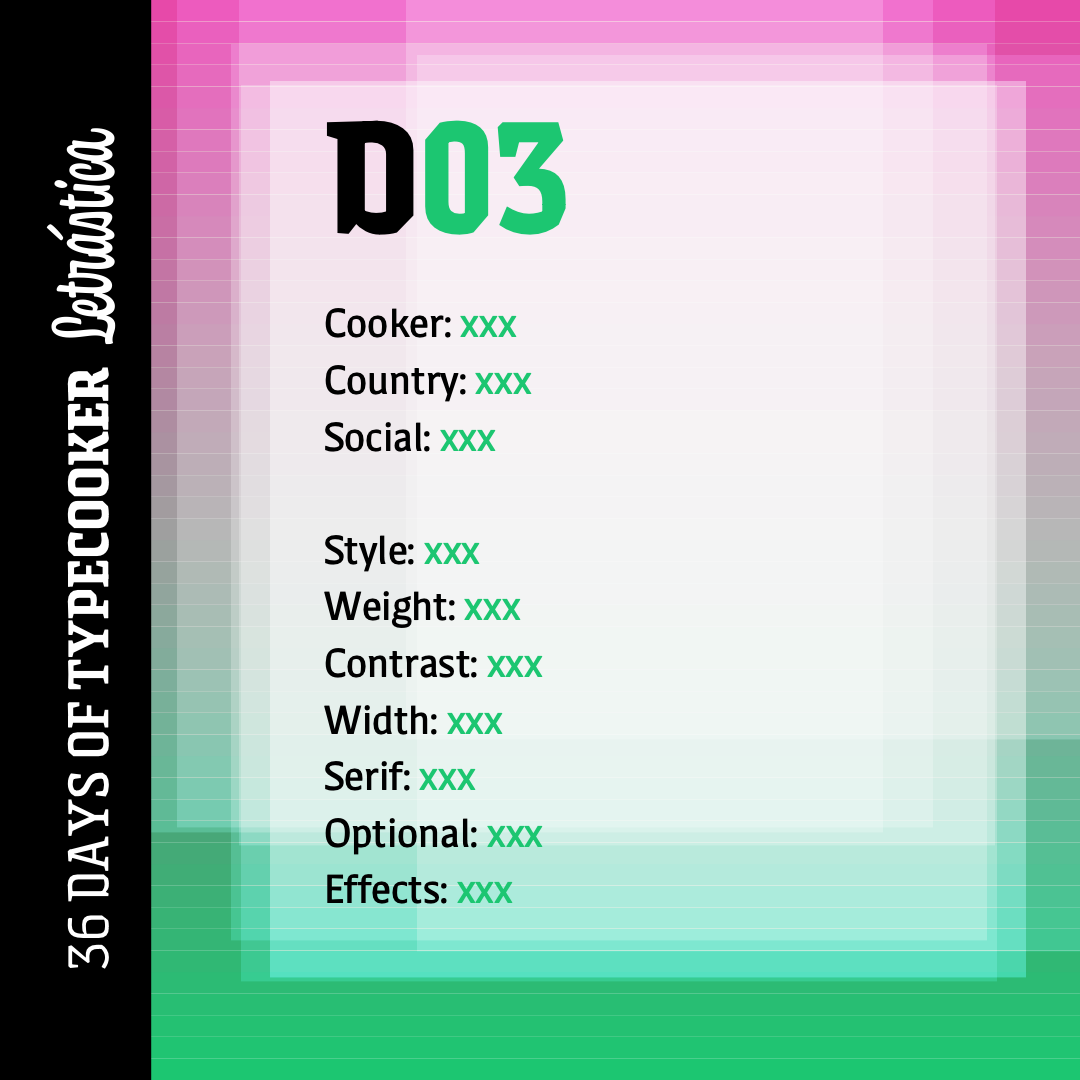 36 DAYS OF TYPECOOKER Letrástica
D03
Cooker: xxx
Country: xxx
Social: xxx
Style: xxx
Weight: xxx
Contrast: xxx
Width: xxx
Serif: xxx
Optional: xxx
Effects: xxx